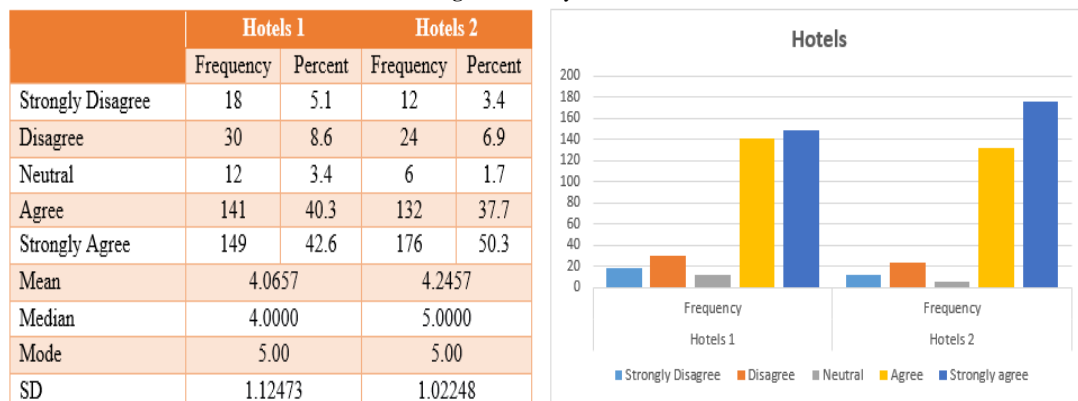 Hotels 1 Hotels 2
Frequency Percent Frequency Percent
Strongly Disagree 18 5.1 12 3.4
Disagree 30 8.6 24 6.9
Neutral 12 3.4 6 1.7
Agree 141 40.3 132 37.7
Strongly Agree 149 42.6 176 50.3
Mean 4.0657 4.2457
Median 4.0000 5.0000
Mode 5.00 5.00
SD 1.12473 1.02248
Hotels
200
180
160
140
120
100
80
60
40
20
0
Frequency Frequency
Hotels 1 Hotels 2
Strongly Disagree Disagree Neutral Agree Strongly agree